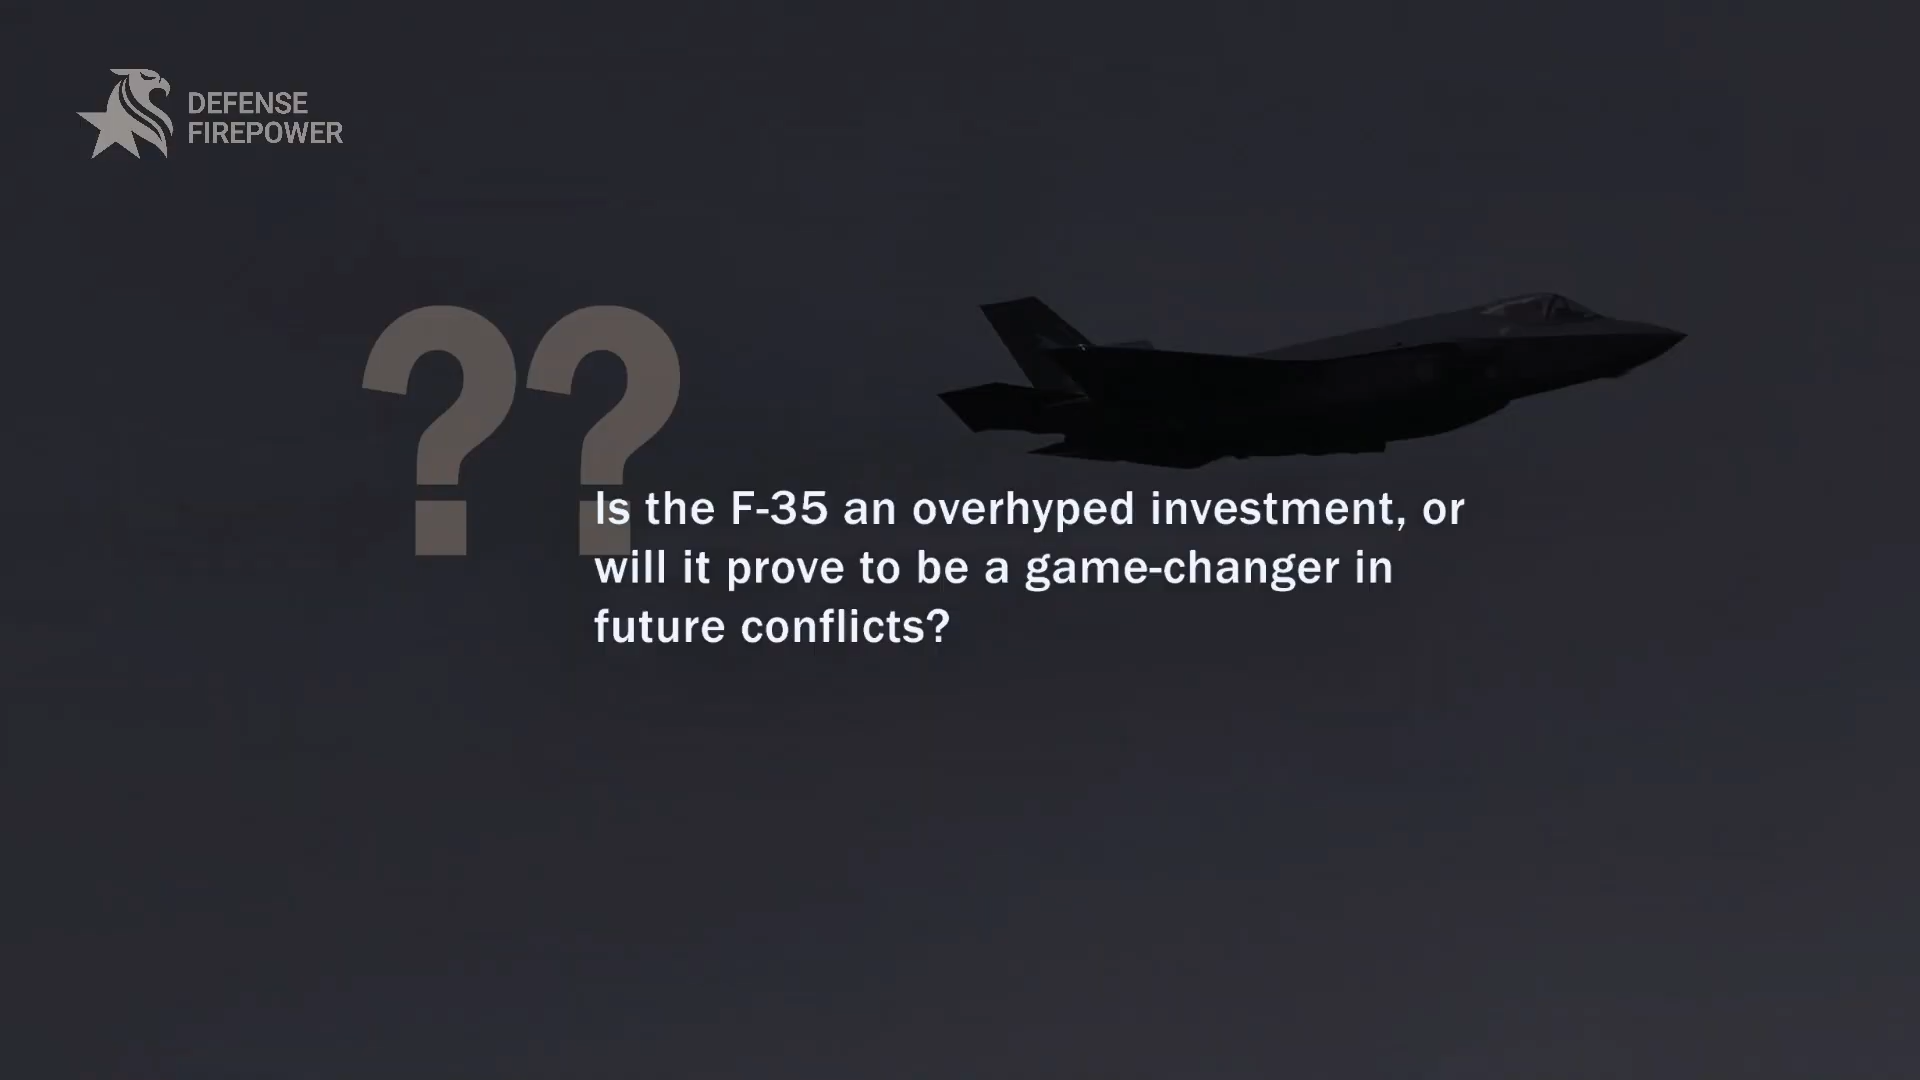 DEFENSE
FIREPOWER
??
Is the F-35 an overhyped investment, or
will it prove to be a game-changer in
future conflicts?